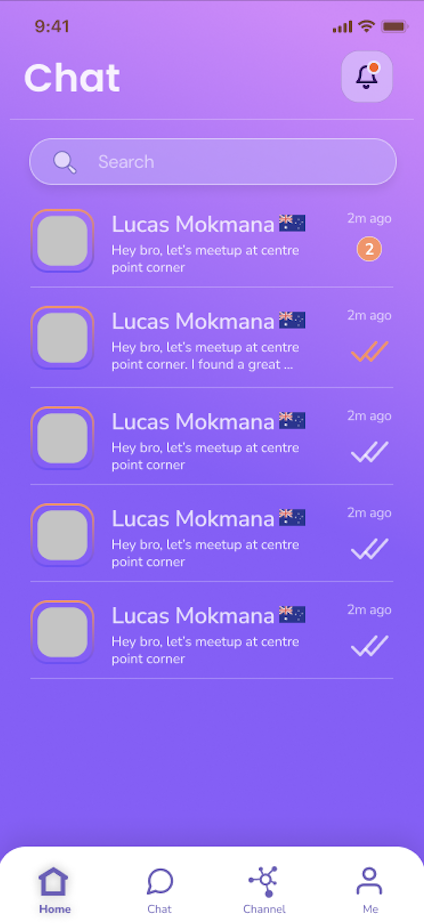 9:41
Chat
Search
Lucas Mokmana 🇦🇺 2m ago
Hey bro, let's meetup at centre
point corner
2
Lucas Mokmana 🇦🇺 2m ago
Hey bro, let's meetup at centre
point corner. I found a great ...
Lucas Mokmana 🇦🇺 2m ago
Hey bro, let's meetup at centre
point corner
Lucas Mokmana 🇦🇺 2m ago
Hey bro, let's meetup at centre
point corner
Lucas Mokmana 🇦🇺 2m ago
Hey bro, let's meetup at centre
point corner
Home Chat Channel Me